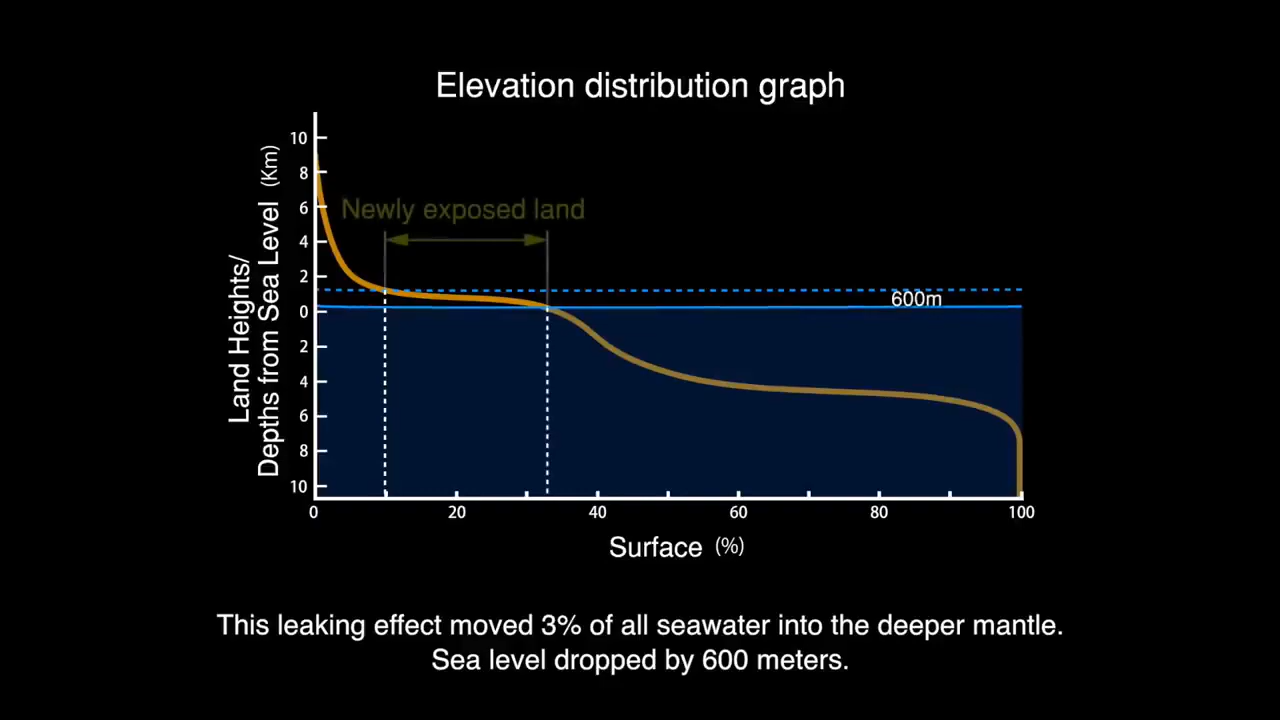 Elevation distribution graph
Land Heights/
Depths from Sea Level (Km)
10
8
6
4
2
0
2
4
6
8
10
Newly exposed land
600m
0
20
40
60
80
100
Surface (%)
This leaking effect moved 3% of all seawater into the deeper mantle.
Sea level dropped by 600 meters.